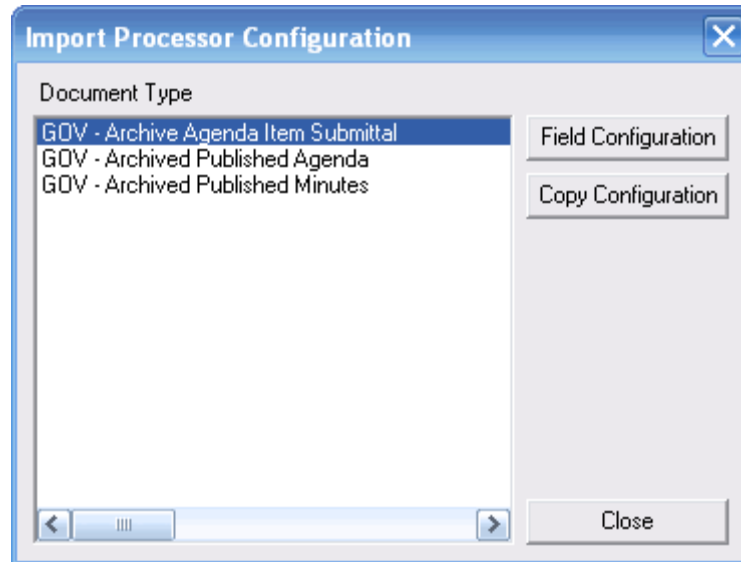 Import Processor Configuration
Document Type
GOV - Archive Agenda Item Submittal
GOV - Archived Published Agenda
GOV - Archived Published Minutes
Field Configuration
Copy Configuration
Close